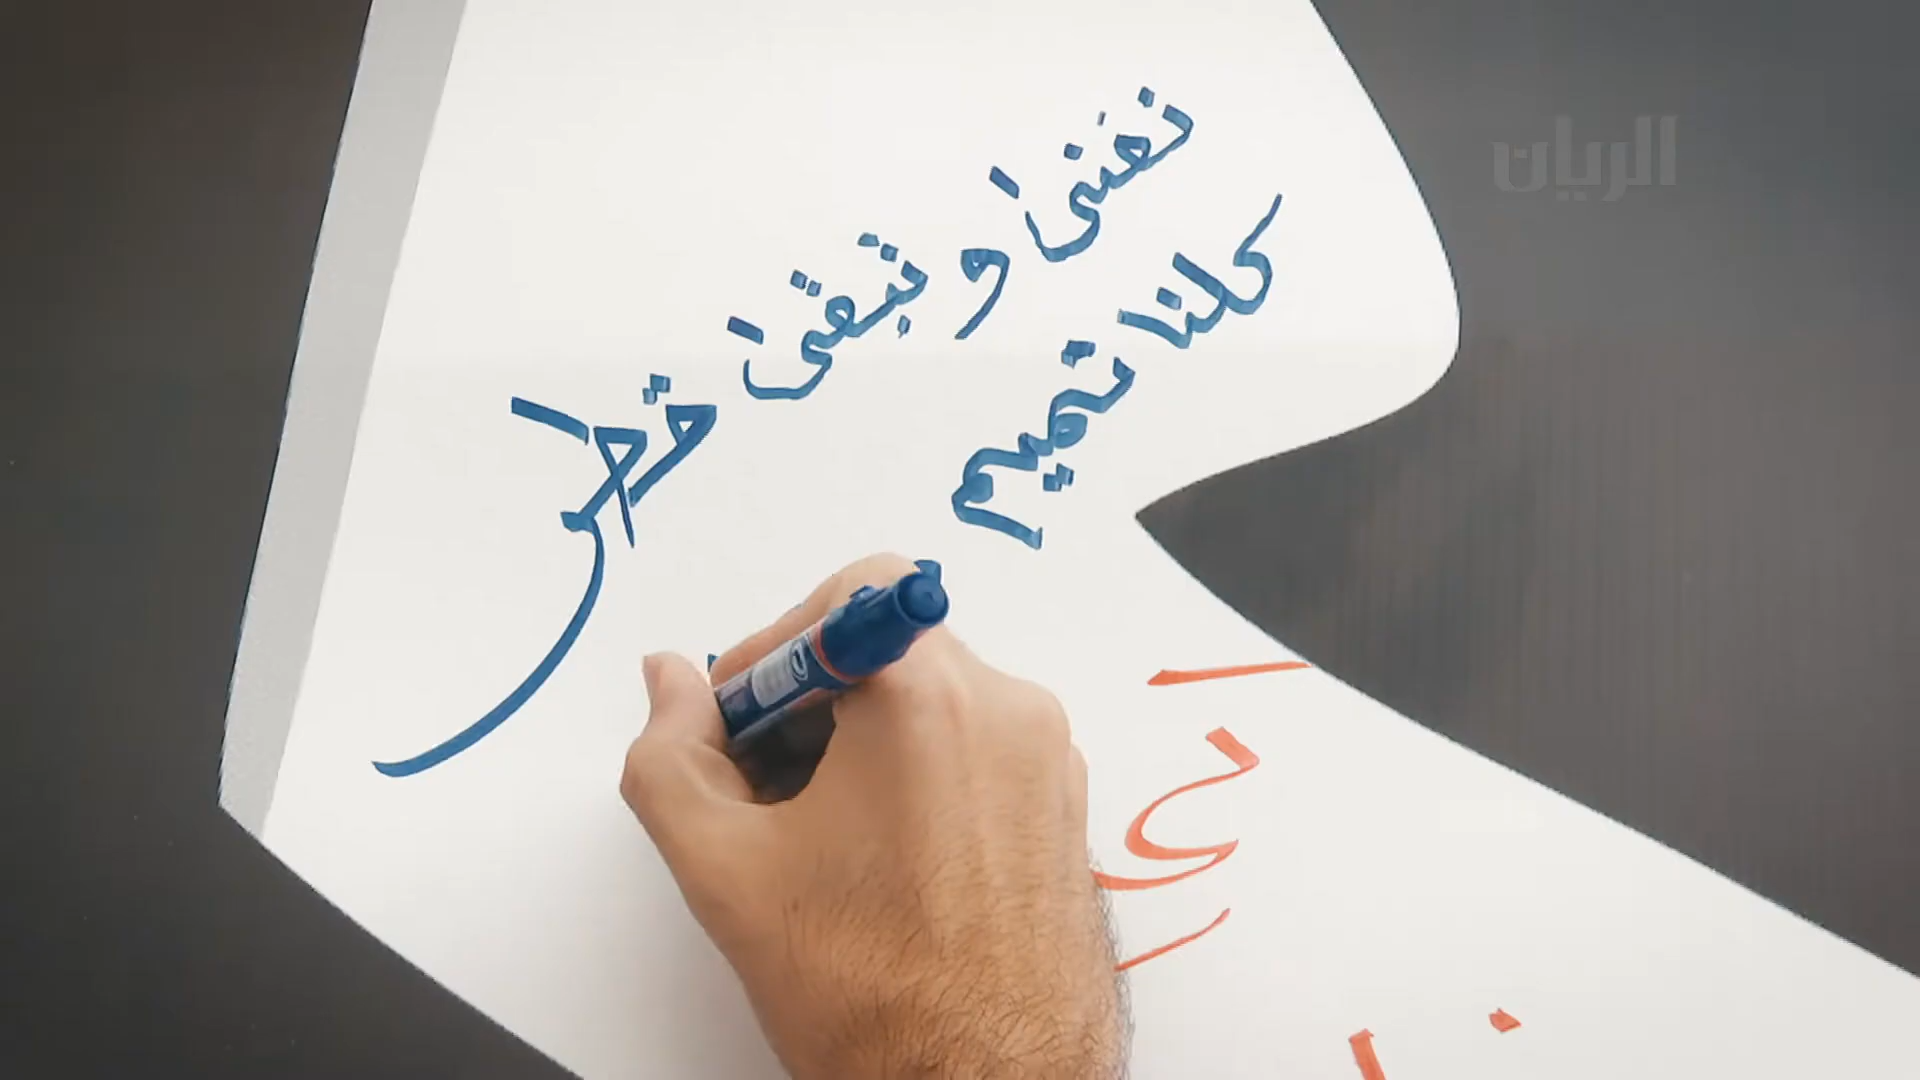 نفنى و تبقى قطر
كلنا تميم
الريان